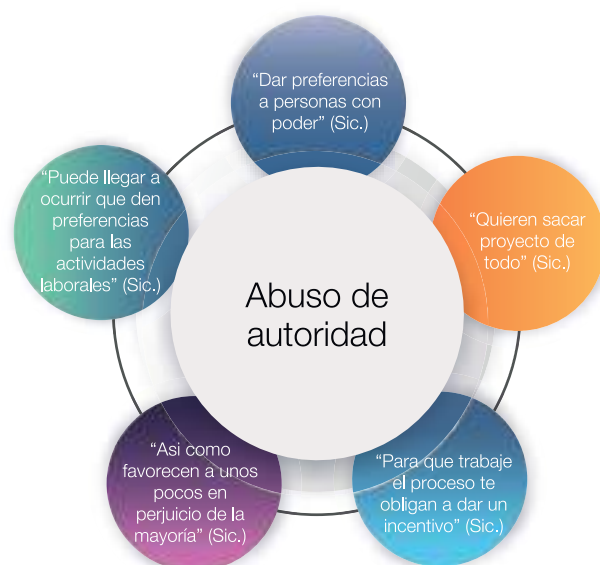 “Dar preferencias
a personas con
poder” (Sic.)
“Quieren sacar
proyecto de
todo” (Sic.)
“Para que trabaje
el proceso te
obligan a dar un
incentivo” (Sic.)
“Asi como
favorecen a unos
pocos en
perjuicio de la
mayoría” (Sic.)
“Puede llegar a
ocurrir que den
preferencias
para las
actividades
laborales” (Sic.)
Abuso de
autoridad